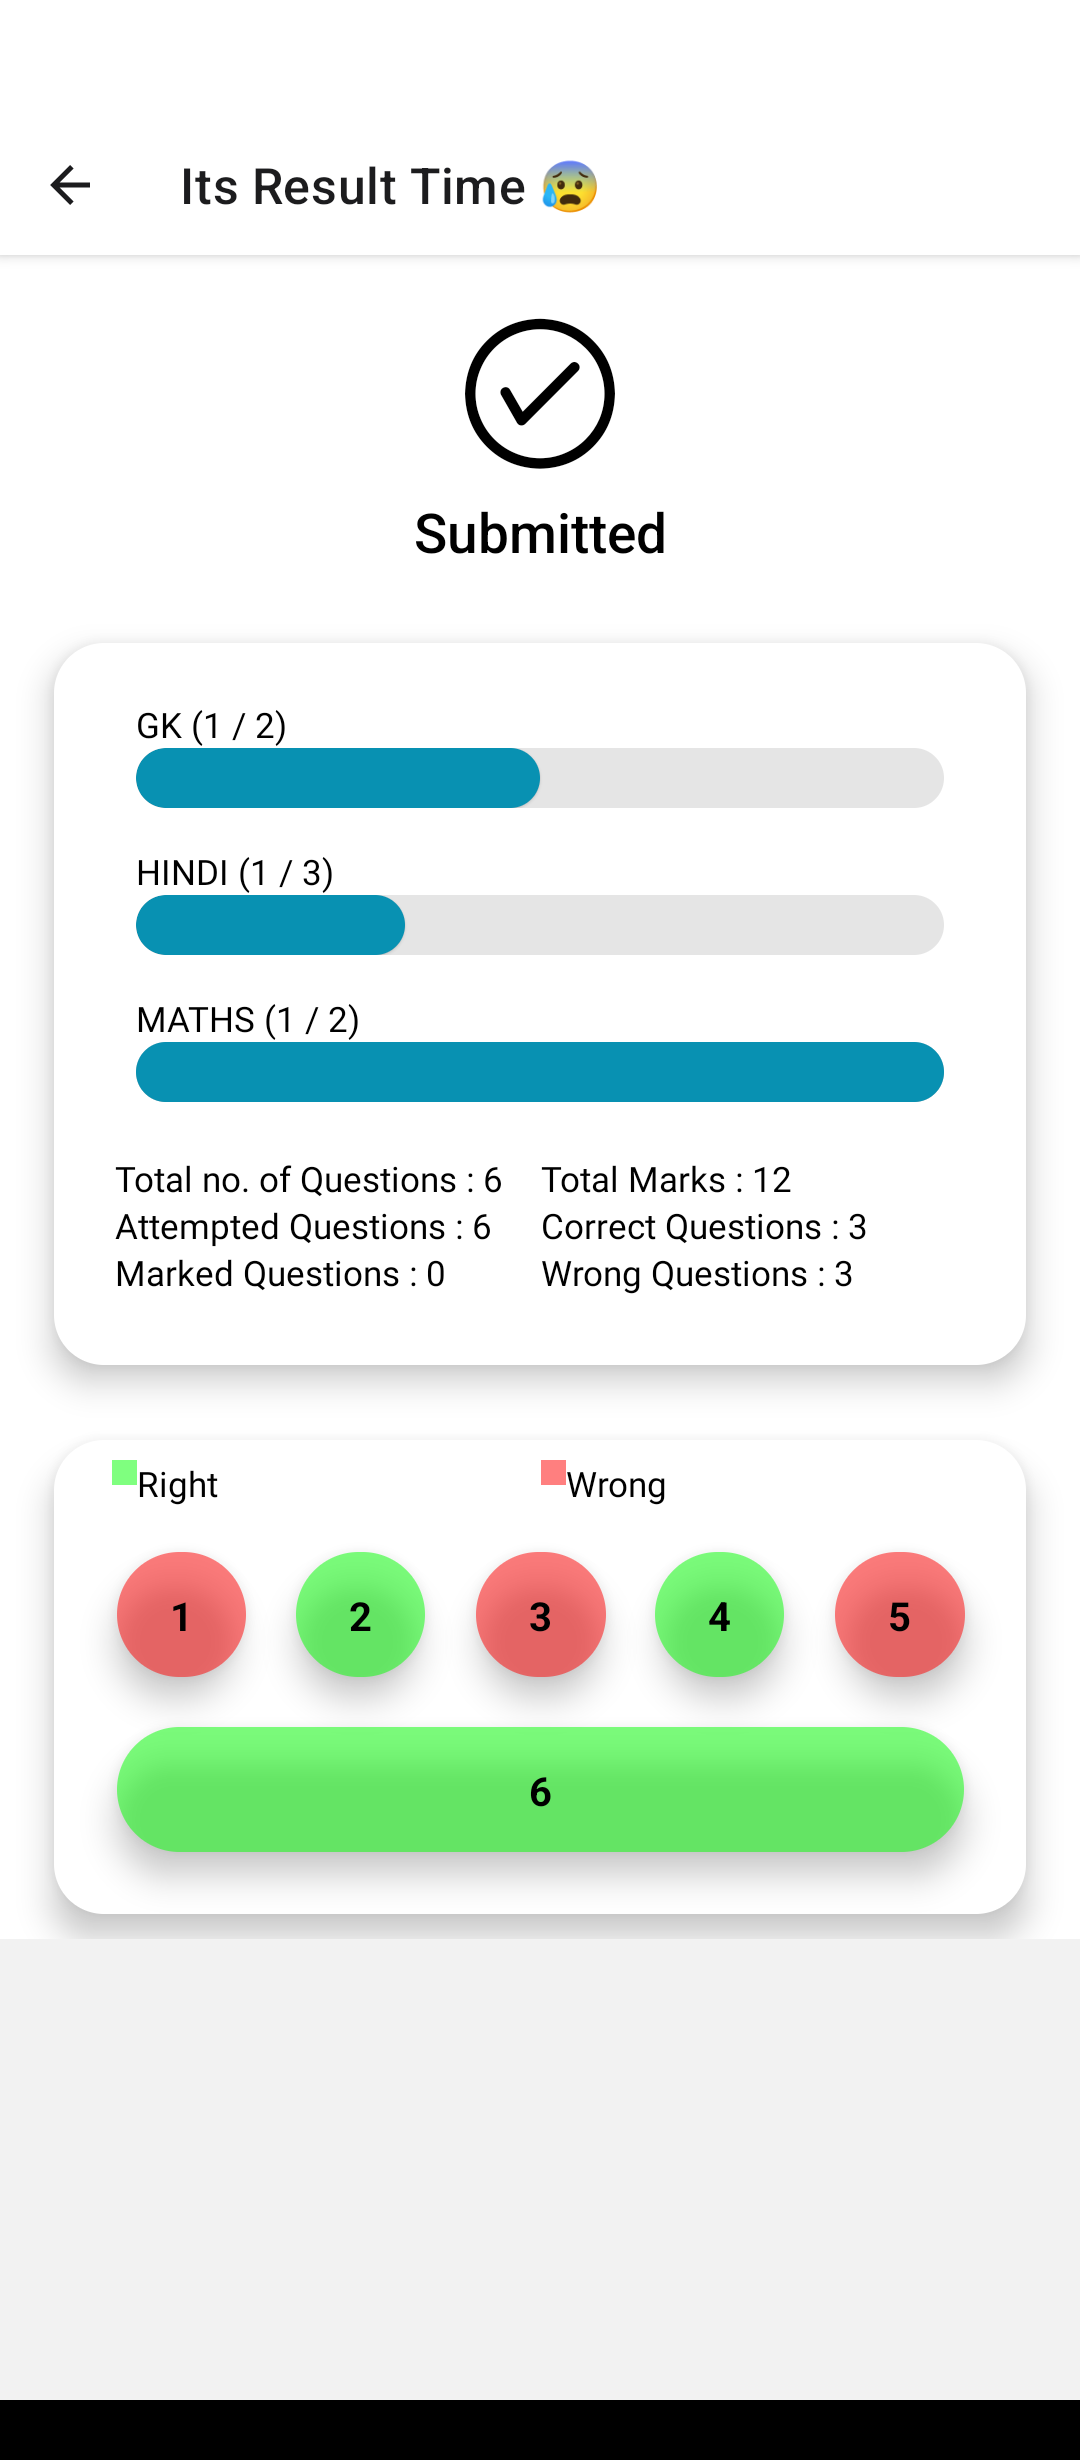 Its Result Time 😰
Submitted
GK (1 / 2)
HINDI (1 / 3)
MATHS (1 / 2)
Total no. of Questions : 6
Total Marks : 12
Attempted Questions : 6
Correct Questions : 3
Marked Questions : 0
Wrong Questions : 3
Right
Wrong
1 2 3 4 5
6